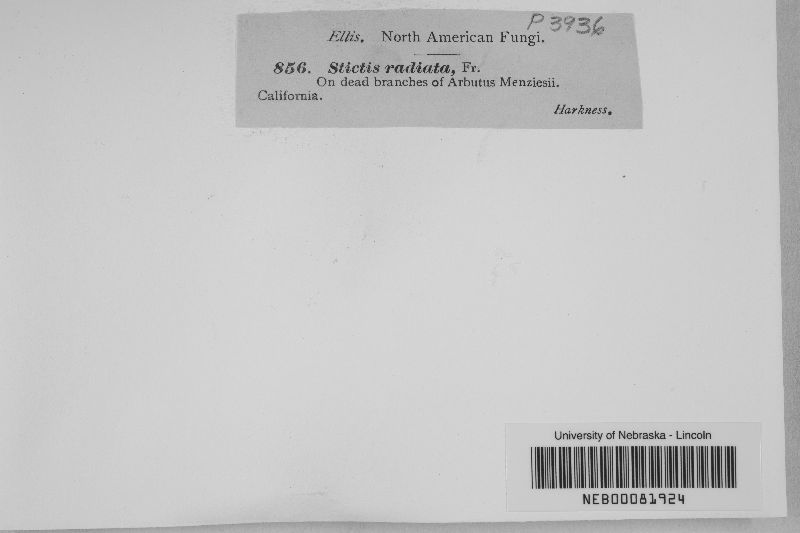 P 3936
Ellis. North American Fungi.
856. Stictis radiata, Fr.
On dead branches of Arbutus Menziesii.
California.
Harkness.
University of Nebraska - Lincoln
NEB00081924